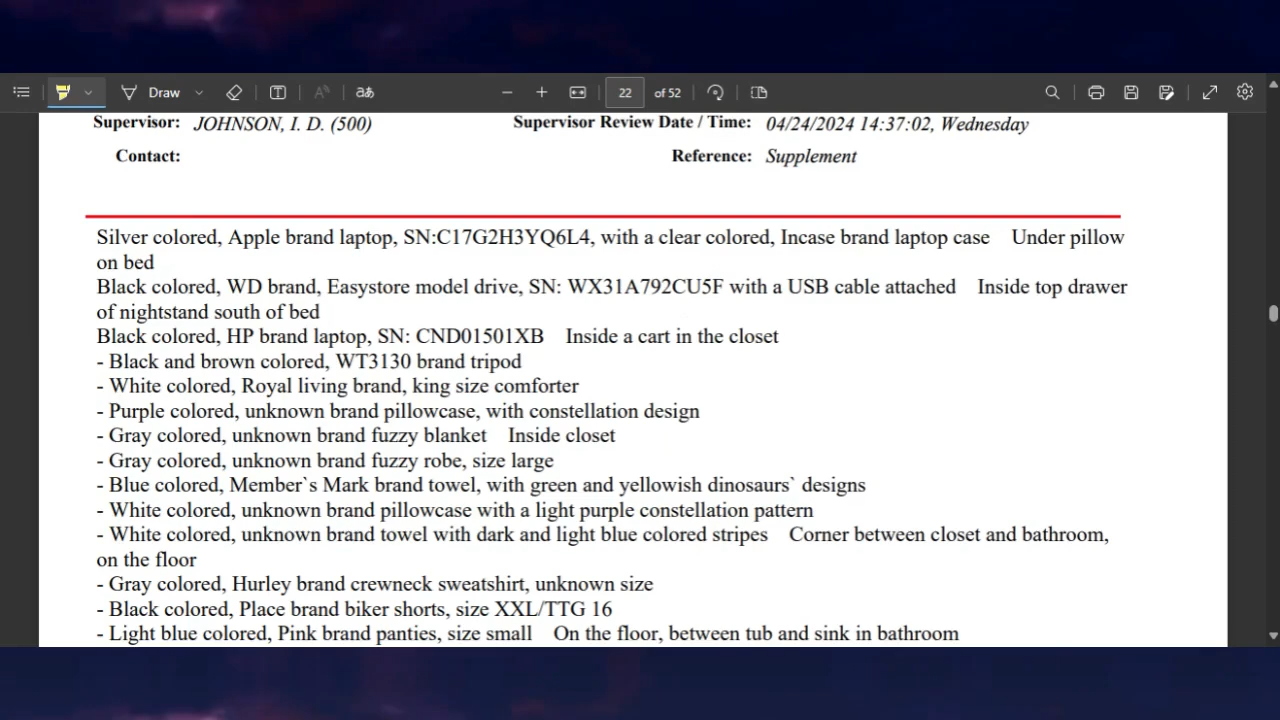 Draw
22 of 52
Supervisor: JOHNSON, I. D. (500) Supervisor Review Date / Time: 04/24/2024 14:37:02, Wednesday
Contact: Reference: Supplement
Silver colored, Apple brand laptop, SN:C17G2H3YQ6L4, with a clear colored, Incase brand laptop case Under pillow
on bed
Black colored, WD brand, Easystore model drive, SN: WX31A792CU5F with a USB cable attached Inside top drawer
of nightstand south of bed
Black colored, HP brand laptop, SN: CND01501XB Inside a cart in the closet
- Black and brown colored, WT3130 brand tripod
- White colored, Royal living brand, king size comforter
- Purple colored, unknown brand pillowcase, with constellation design
- Gray colored, unknown brand fuzzy blanket Inside closet
- Gray colored, unknown brand fuzzy robe, size large
- Blue colored, Member`s Mark brand towel, with green and yellowish dinosaurs` designs
- White colored, unknown brand pillowcase with a light purple constellation pattern
- White colored, unknown brand towel with dark and light blue colored stripes Corner between closet and bathroom,
on the floor
- Gray colored, Hurley brand crewneck sweatshirt, unknown size
- Black colored, Place brand biker shorts, size XXL/TTG 16
- Light blue colored, Pink brand panties, size small On the floor, between tub and sink in bathroom